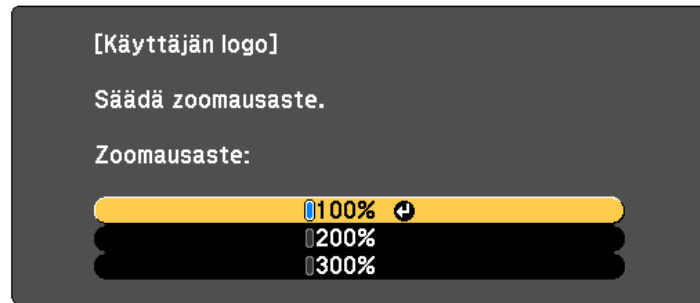 [Käyttäjän logo]
Säädä zoomausaste.
Zoomausaste:
100%
200%
300%